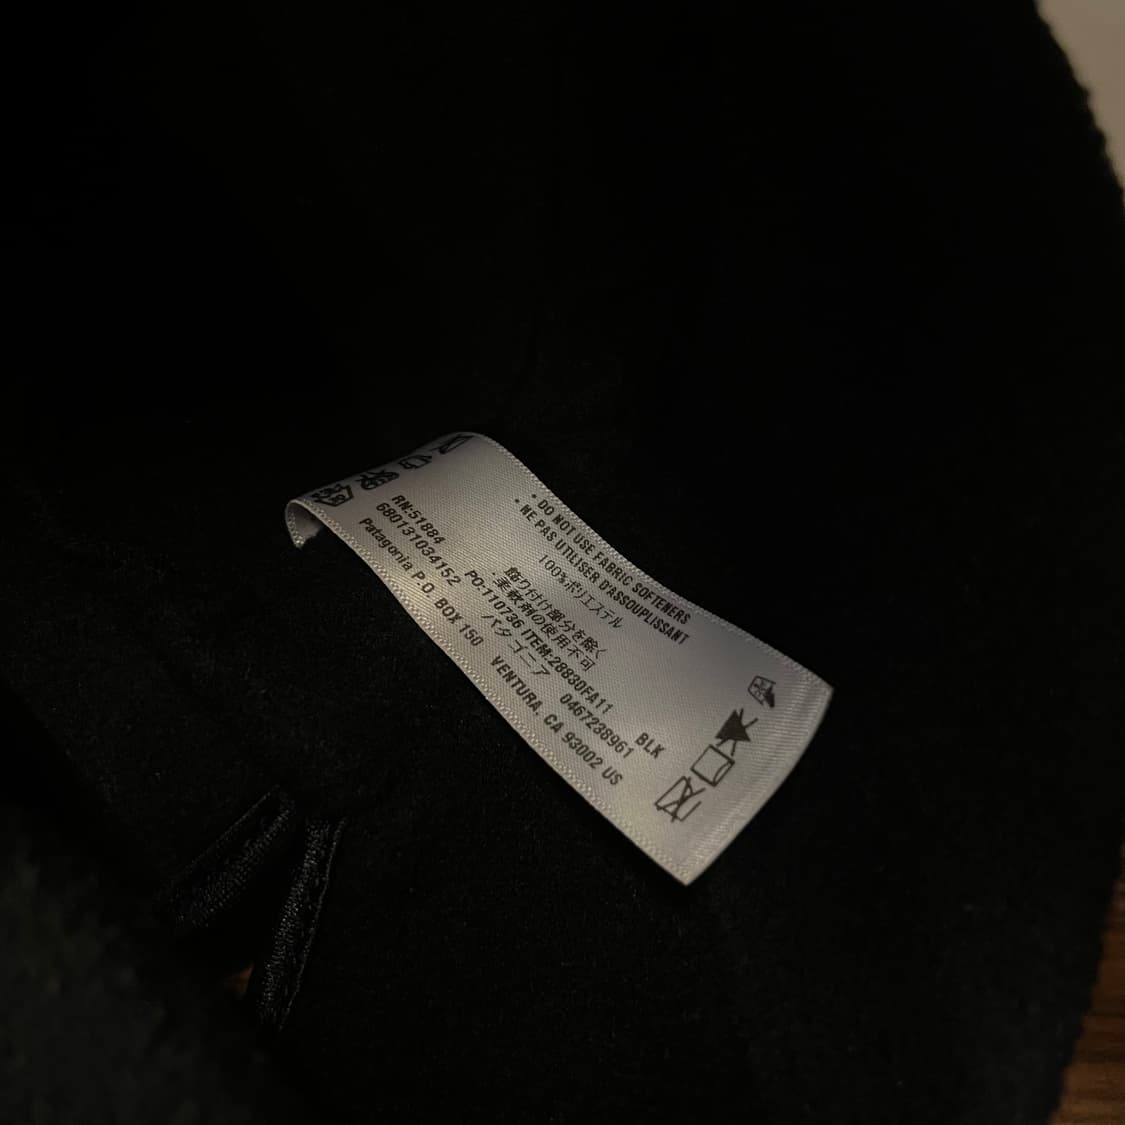 • DO NOT USE FABRIC SOFTENERS
• NE PAS UTILISER D'ASSOUPLISSANT
100%ポリエステル
飾り付け部分を除く
・柔軟剤の使用不可
RN:51884 PO:110736 ITEM:28830FA11 BLK
680131034152 パタゴニア 0467238961
Patagonia P.O. BOX 150 VENTURA, CA 93002 US